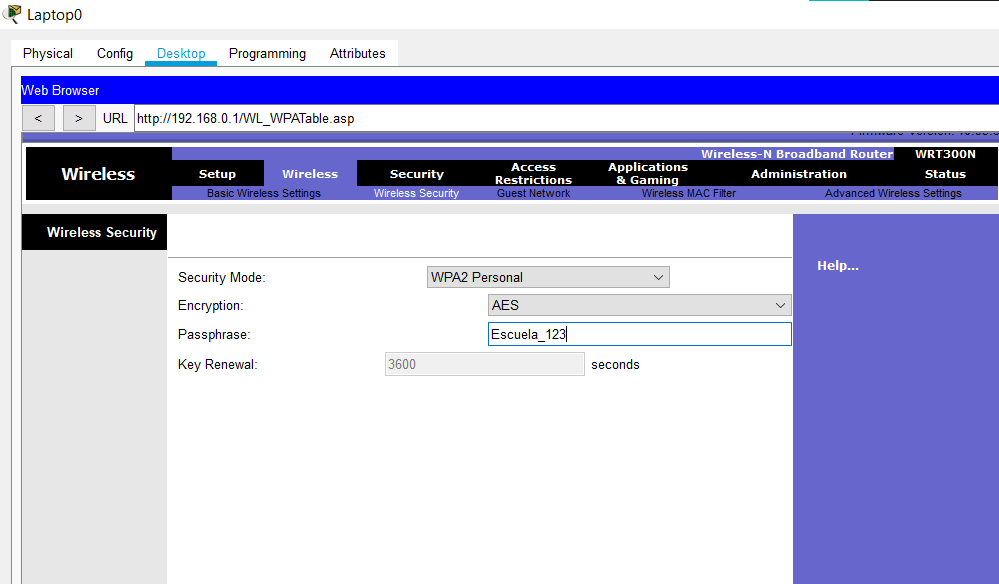 Laptop0
Physical Config Desktop Programming Attributes
Web Browser
< > URL http://192.168.0.1/WL_WPATable.asp
Wireless-N Broadband Router WRT300N
Wireless Setup Wireless Security Access Restrictions Applications & Gaming Administration Status
Basic Wireless Settings Wireless Security Guest Network Wireless MAC Filter Advanced Wireless Settings
Wireless Security
Help...
Security Mode: WPA2 Personal
Encryption: AES
Passphrase: Escuela_123
Key Renewal: 3600 seconds